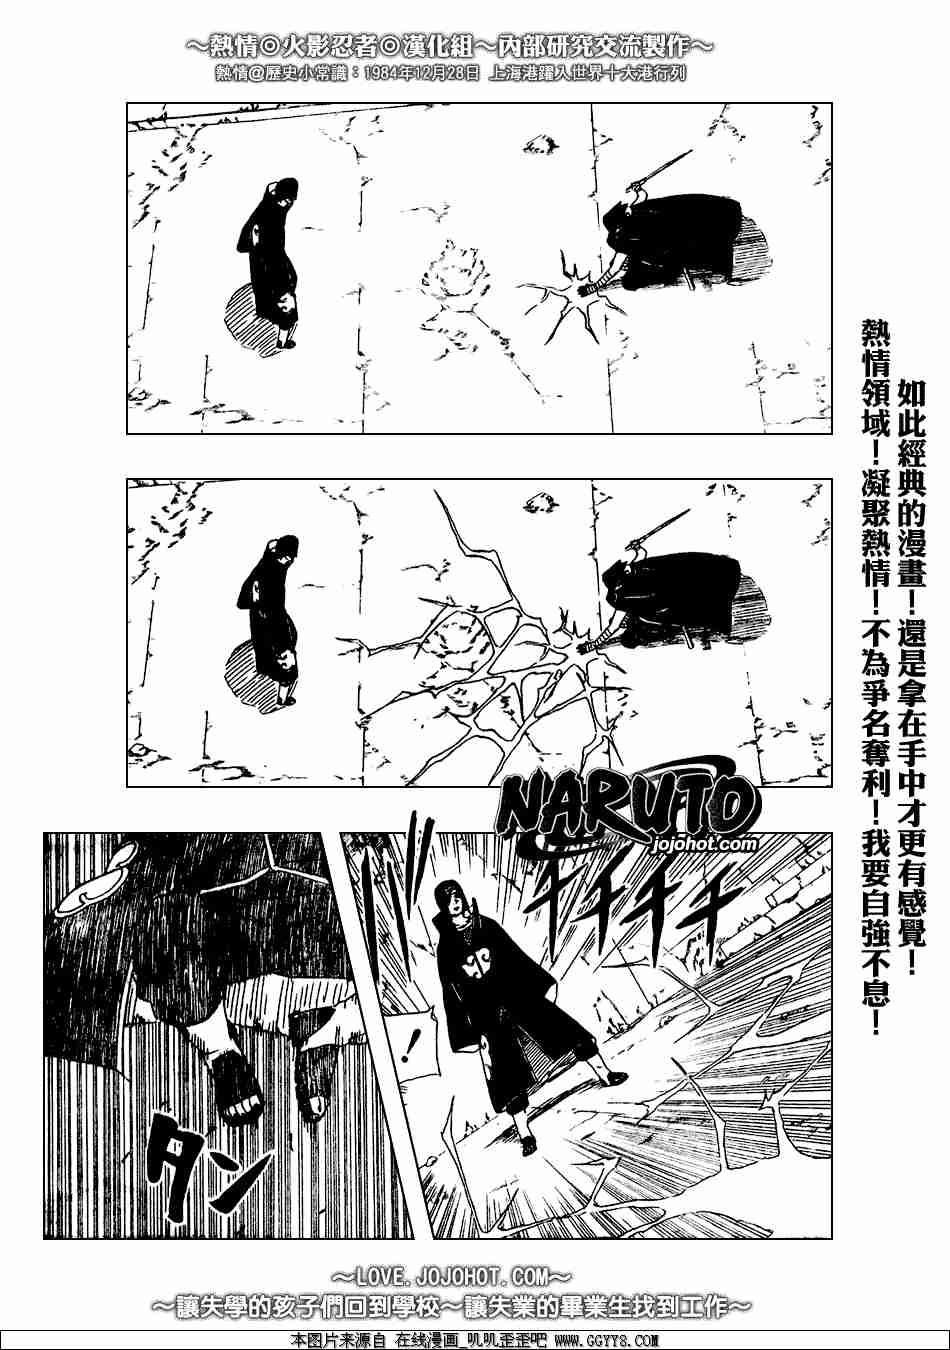 ～熱情◎火影忍者◎漢化組～內部研究交流製作～
熱情@歷史小常識：1984年12月28日 上海港躍入世界十大港行列
如此經典的漫畫！還是拿在手中才更有感覺！
熱情領域！凝聚熱情！不為爭名奪利！我要自強不息！
NARUTO
jojohot.com
チチチチ
！
タン
～LOVE.JOJOHOT.COM～
～讓失學的孩子們回到學校～讓失業的畢業生找到工作～
本图片来源自 在线漫画_叽叽歪歪吧 www.GGYY8.com